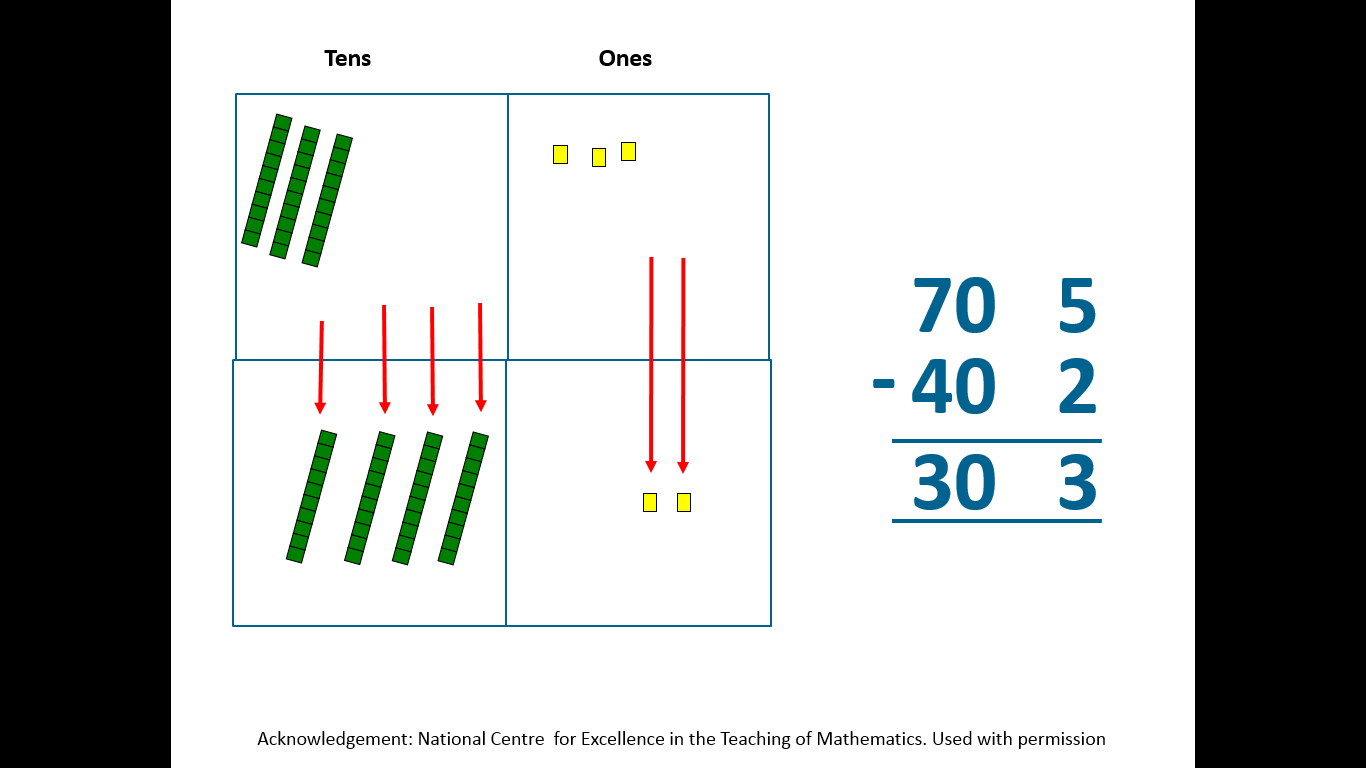 Tens Ones
70 5
- 40 2
30 3
Acknowledgement: National Centre for Excellence in the Teaching of Mathematics. Used with permission